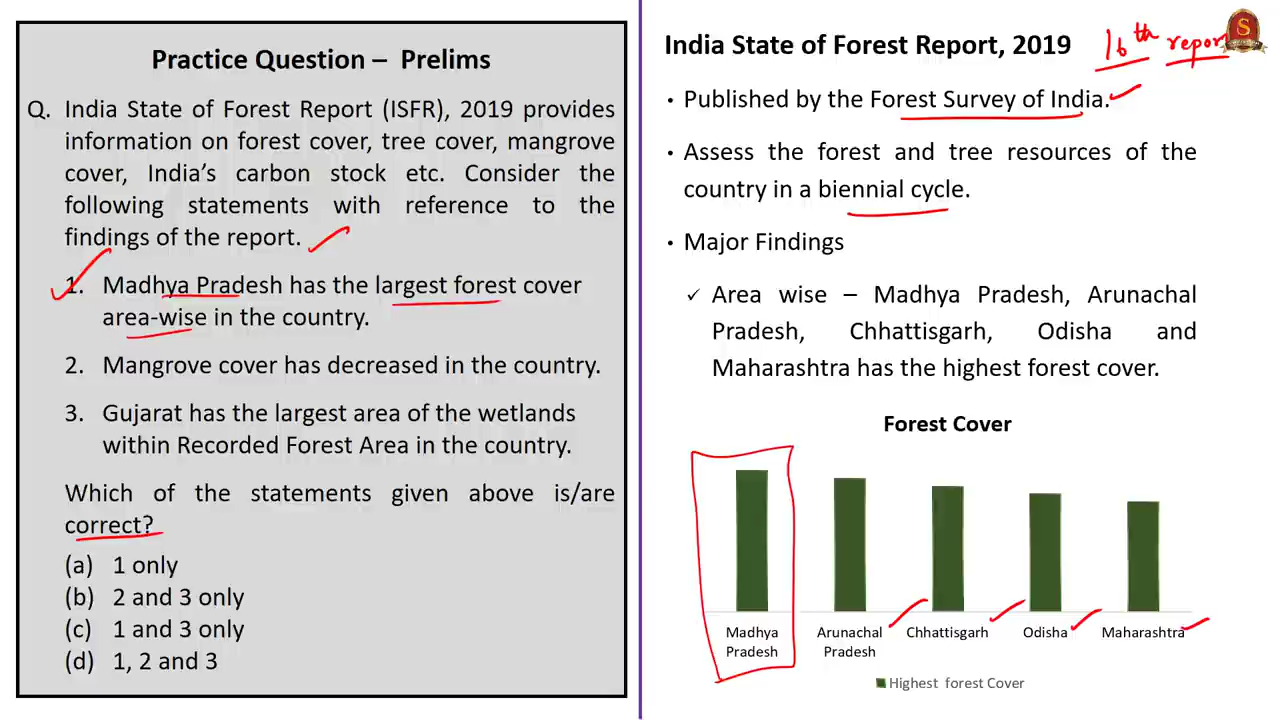 Practice Question – Prelims
Q. India State of Forest Report (ISFR), 2019 provides
information on forest cover, tree cover, mangrove
cover, India's carbon stock etc. Consider the
following statements with reference to the
findings of the report.
1. Madhya Pradesh has the largest forest cover
area-wise in the country.
2. Mangrove cover has decreased in the country.
3. Gujarat has the largest area of the wetlands
within Recorded Forest Area in the country.
Which of the statements given above is/are
correct?
(a) 1 only
(b) 2 and 3 only
(c) 1 and 3 only
(d) 1, 2 and 3
India State of Forest Report, 2019 16th report
S
• Published by the Forest Survey of India.
• Assess the forest and tree resources of the
country in a biennial cycle.
• Major Findings
✓ Area wise – Madhya Pradesh, Arunachal
Pradesh, Chhattisgarh, Odisha and
Maharashtra has the highest forest cover.
Forest Cover
Madhya Arunachal Chhattisgarh Odisha Maharashtra
Pradesh Pradesh
Highest forest Cover